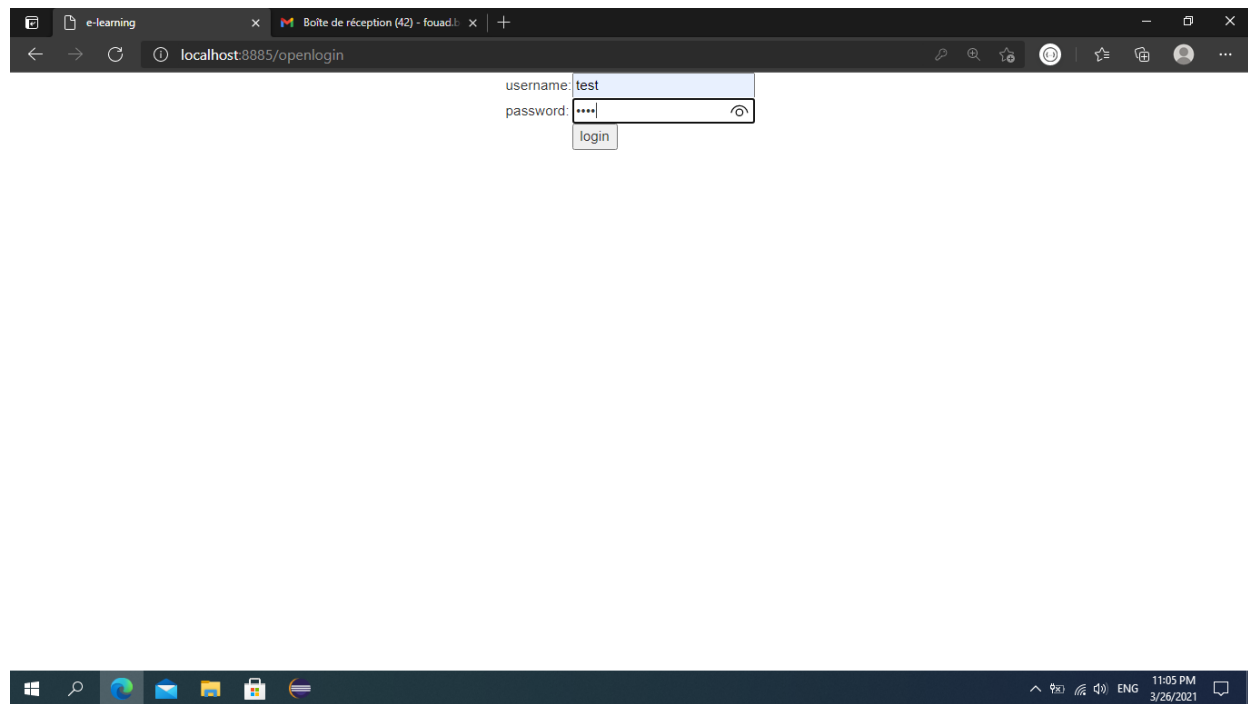 e-learning
Boîte de réception (42) - fouad.b
localhost:8885/openlogin
username: test
password: ••••
login
ENG 11:05 PM
3/26/2021